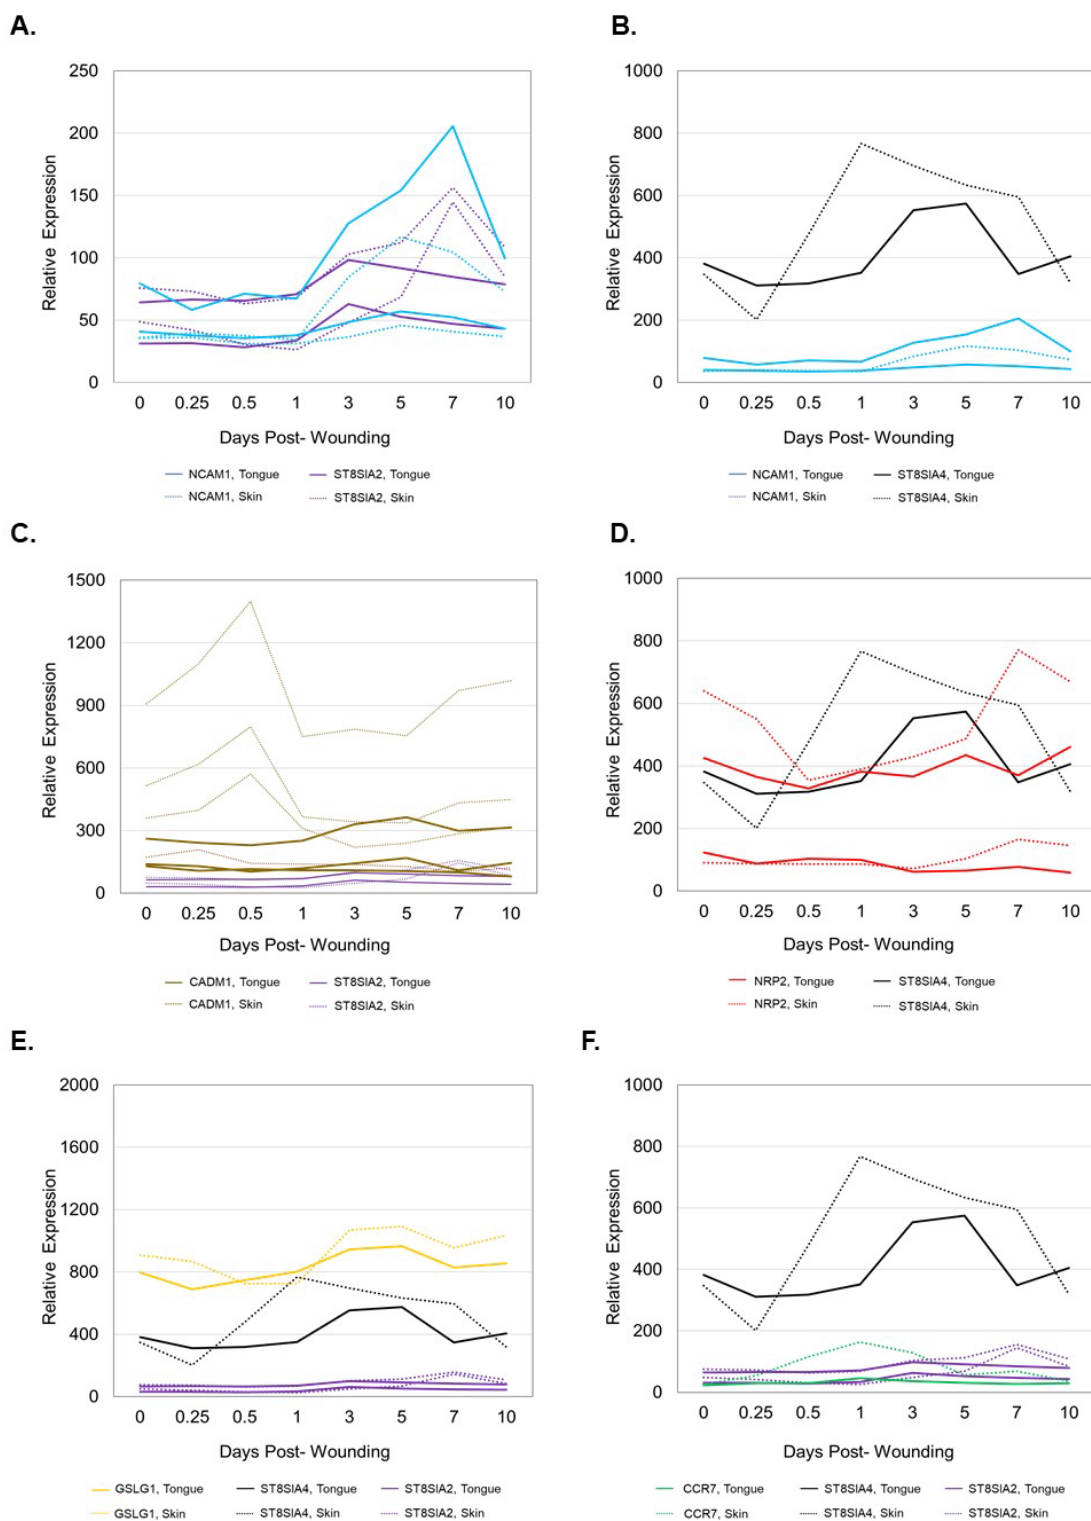 A.
250
200
150
100
50
0
Relative Expression
0 0.25 0.5 1 3 5 7 10
Days Post- Wounding
NCAM1, Tongue ST8SIA2, Tongue
NCAM1, Skin ST8SIA2, Skin
B.
1000
800
600
400
200
0
Relative Expression
0 0.25 0.5 1 3 5 7 10
Days Post- Wounding
NCAM1, Tongue ST8SIA4, Tongue
NCAM1, Skin ST8SIA4, Skin
C.
1500
1200
900
600
300
0
Relative Expression
0 0.25 0.5 1 3 5 7 10
Days Post- Wounding
CADM1, Tongue ST8SIA2, Tongue
CADM1, Skin ST8SIA2, Skin
D.
1000
800
600
400
200
0
Relative Expression
0 0.25 0.5 1 3 5 7 10
Days Post- Wounding
NRP2, Tongue ST8SIA4, Tongue
NRP2, Skin ST8SIA4, Skin
E.
2000
1600
1200
800
400
0
Relative Expression
0 0.25 0.5 1 3 5 7 10
Days Post- Wounding
GSLG1, Tongue ST8SIA4, Tongue ST8SIA2, Tongue
GSLG1, Skin ST8SIA4, Skin ST8SIA2, Skin
F.
1000
800
600
400
200
0
Relative Expression
0 0.25 0.5 1 3 5 7 10
Days Post- Wounding
CCR7, Tongue ST8SIA4, Tongue ST8SIA2, Tongue
CCR7, Skin ST8SIA4, Skin ST8SIA2, Skin